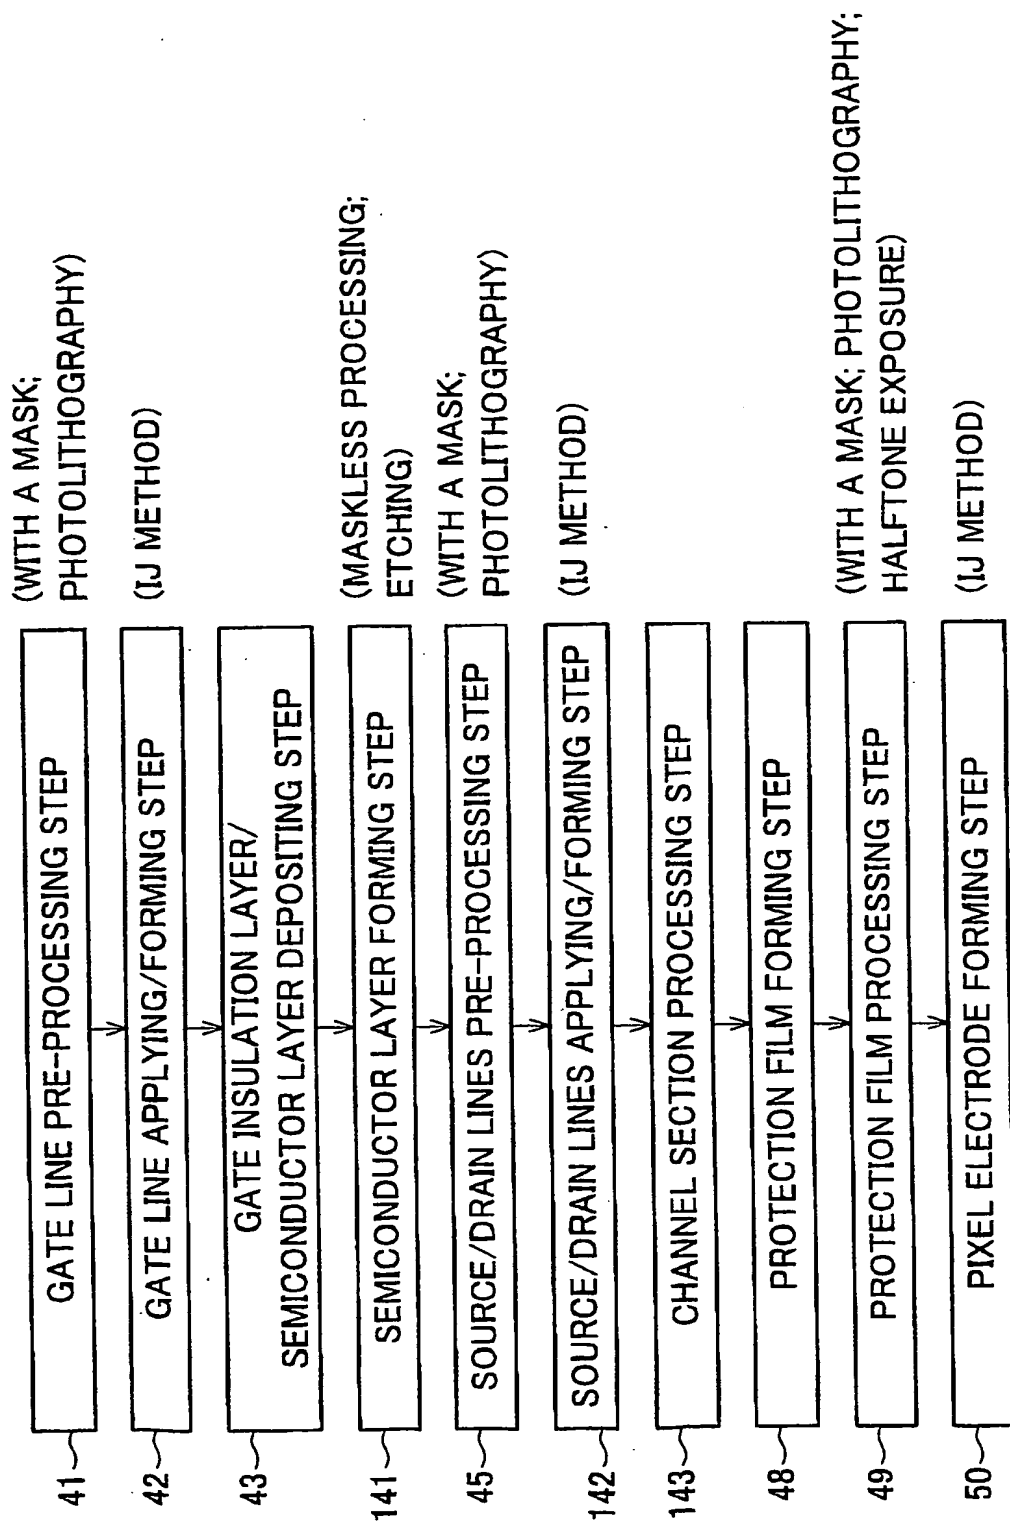 41
GATE LINE PRE-PROCESSING STEP
(WITH A MASK;
PHOTOLITHOGRAPHY)
42
GATE LINE APPLYING/FORMING STEP
(IJ METHOD)
43
GATE INSULATION LAYER/
SEMICONDUCTOR LAYER DEPOSITING STEP
141
SEMICONDUCTOR LAYER FORMING STEP
(MASKLESS PROCESSING;
ETCHING)
45
SOURCE/DRAIN LINES PRE-PROCESSING STEP
(WITH A MASK;
PHOTOLITHOGRAPHY)
142
SOURCE/DRAIN LINES APPLYING/FORMING STEP
(IJ METHOD)
143
CHANNEL SECTION PROCESSING STEP
48
PROTECTION FILM FORMING STEP
49
PROTECTION FILM PROCESSING STEP
(WITH A MASK; PHOTOLITHOGRAPHY;
HALFTONE EXPOSURE)
50
PIXEL ELECTRODE FORMING STEP
(IJ METHOD)